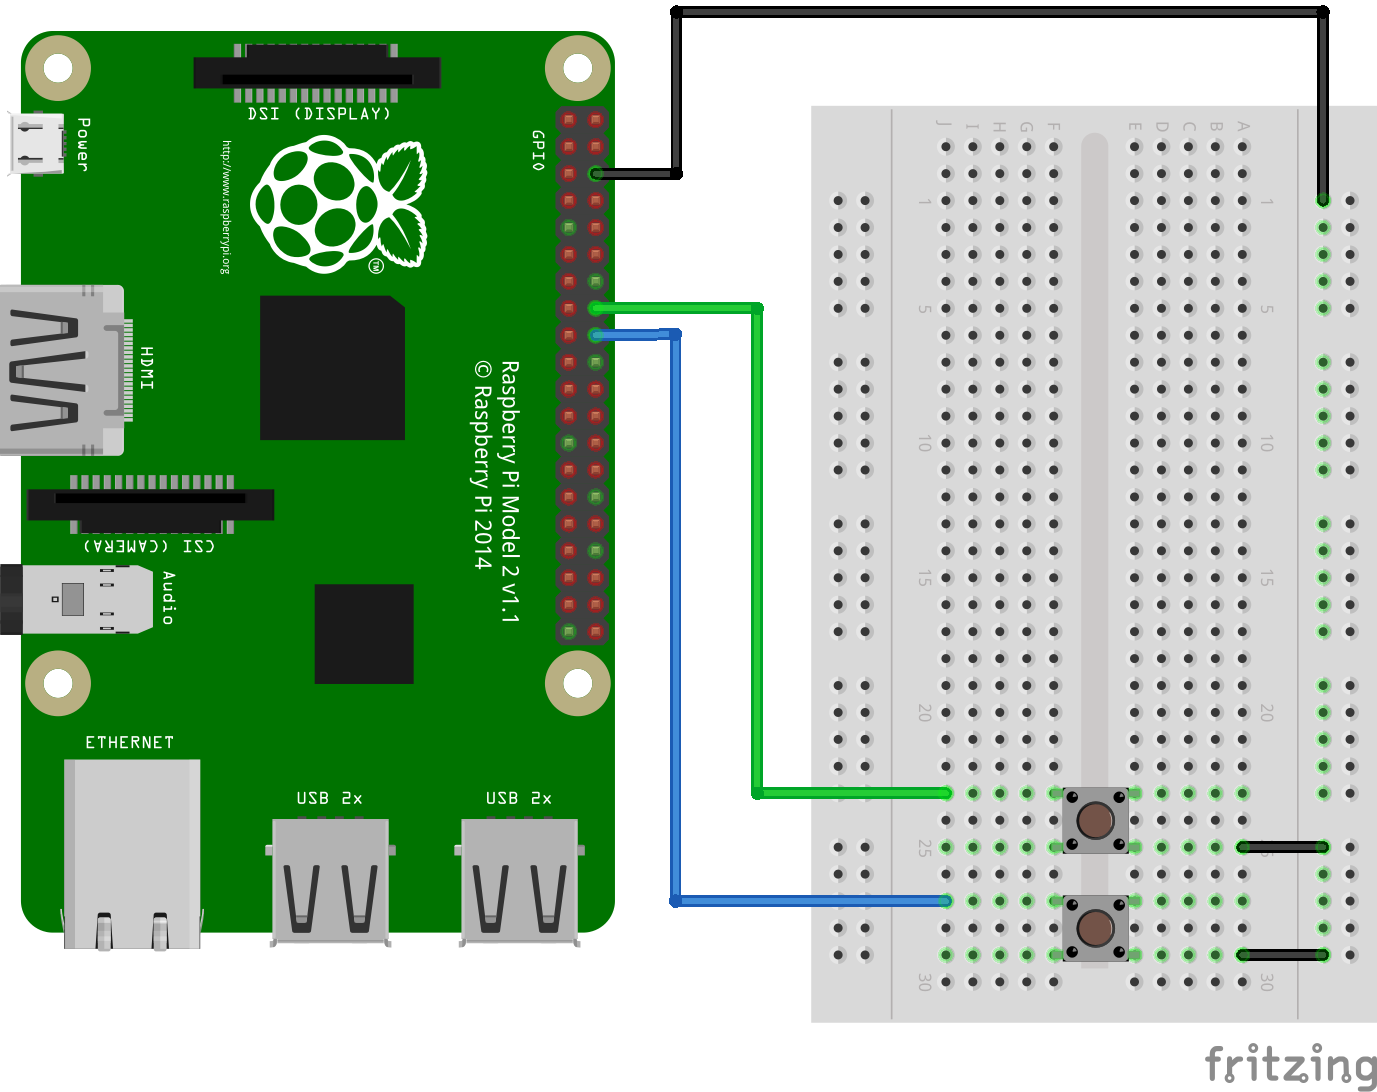 DSI (DISPLAY)
Power
http://www.raspberrypi.org
TM
GPIO
HDMI
Raspberry Pi Model 2 v1.1
© Raspberry Pi 2014
CSI (CAMERA)
Audio
ETHERNET
USB 2x
USB 2x
J I H G F E D C B A
1 1
5 5
10 10
15 15
20 20
25
30 30
fritzing